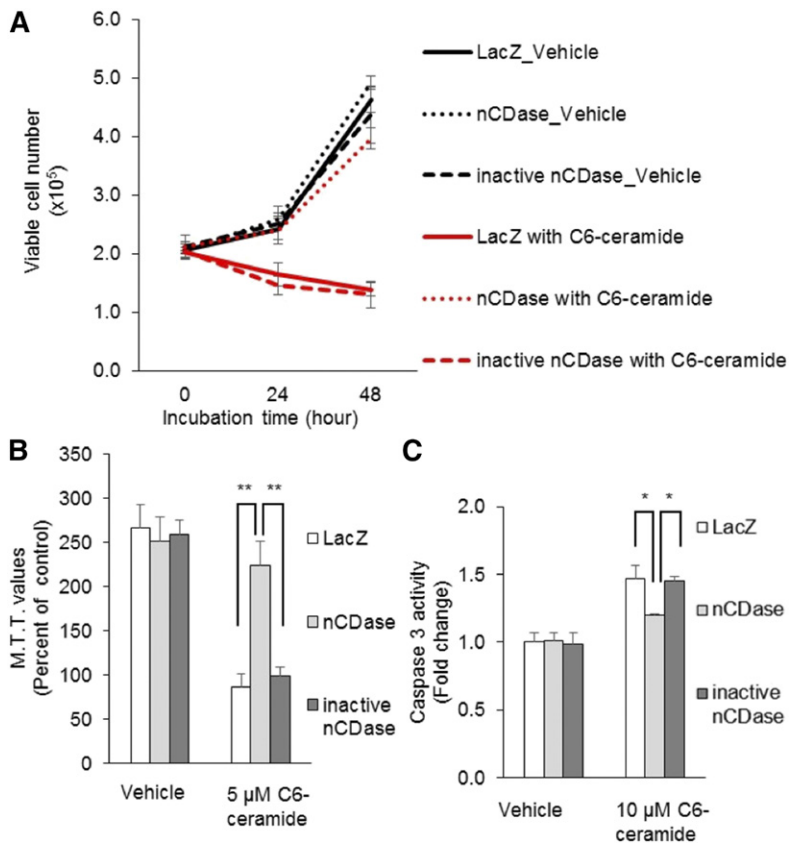 A
6.0
5.0
4.0
3.0
2.0
1.0
0.0
Viable cell number
(x10⁵)
0
24
48
Incubation time (hour)
LacZ_Vehicle
nCDase_Vehicle
inactive nCDase_Vehicle
LacZ with C6-ceramide
nCDase with C6-ceramide
inactive nCDase with C6-ceramide
B
350
300
250
200
150
100
50
0
M.T.T. values
(Percent of control)
**
**
Vehicle
5 µM C6-
ceramide
LacZ
nCDase
inactive
nCDase
C
2.0
1.5
1.0
0.5
0.0
Caspase 3 activity
(Fold change)
*
*
Vehicle
10 µM C6-
ceramide
LacZ
nCDase
inactive
nCDase